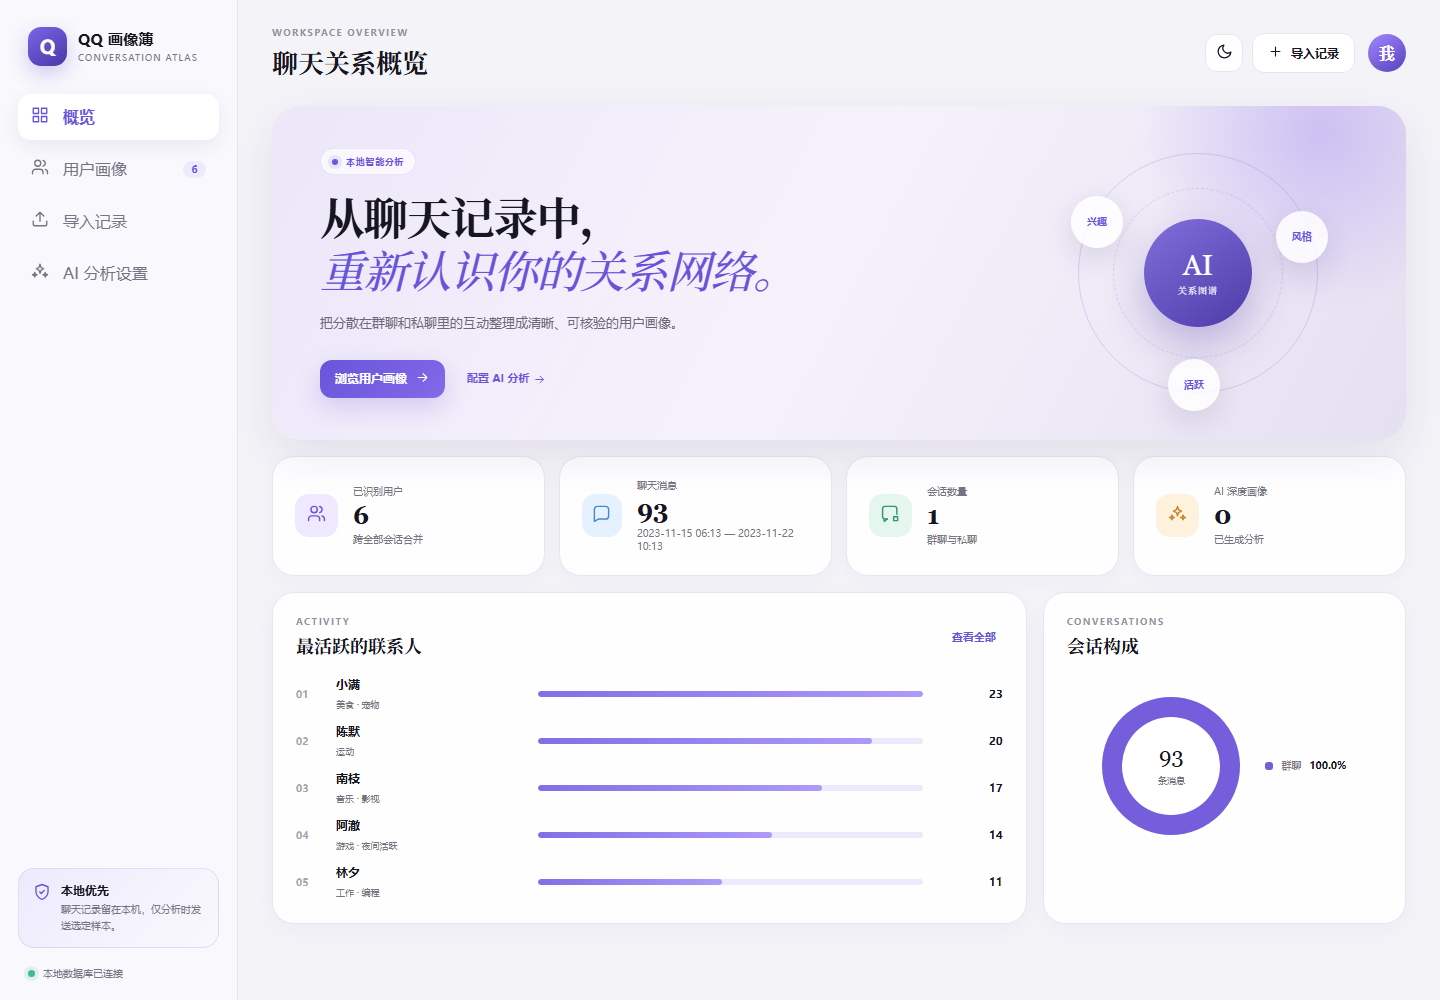 Q
QQ 画像簿
CONVERSATION ATLAS
概览
用户画像
6
导入记录
AI 分析设置
本地优先
聊天记录留在本机，仅分析时发
送选定样本。
本地数据库已连接
WORKSPACE OVERVIEW
聊天关系概览
导入记录
我
本地智能分析
从聊天记录中，
重新认识你的关系网络。
把分散在群聊和私聊里的互动整理成清晰、可核验的用户画像。
浏览用户画像 →
配置 AI 分析 →
兴趣
风格
AI
关系图谱
活跃
已识别用户
6
跨全部会话合并
聊天消息
93
2023-11-15 06:13 — 2023-11-22
10:13
会话数量
1
群聊与私聊
AI 深度画像
0
已生成分析
ACTIVITY
最活跃的联系人
查看全部
01
小满
美食 · 宠物
23
02
陈默
运动
20
03
南枝
音乐 · 影视
17
04
阿澈
游戏 · 夜间活跃
14
05
林夕
工作 · 编程
11
CONVERSATIONS
会话构成
93
条消息
群聊 100.0%